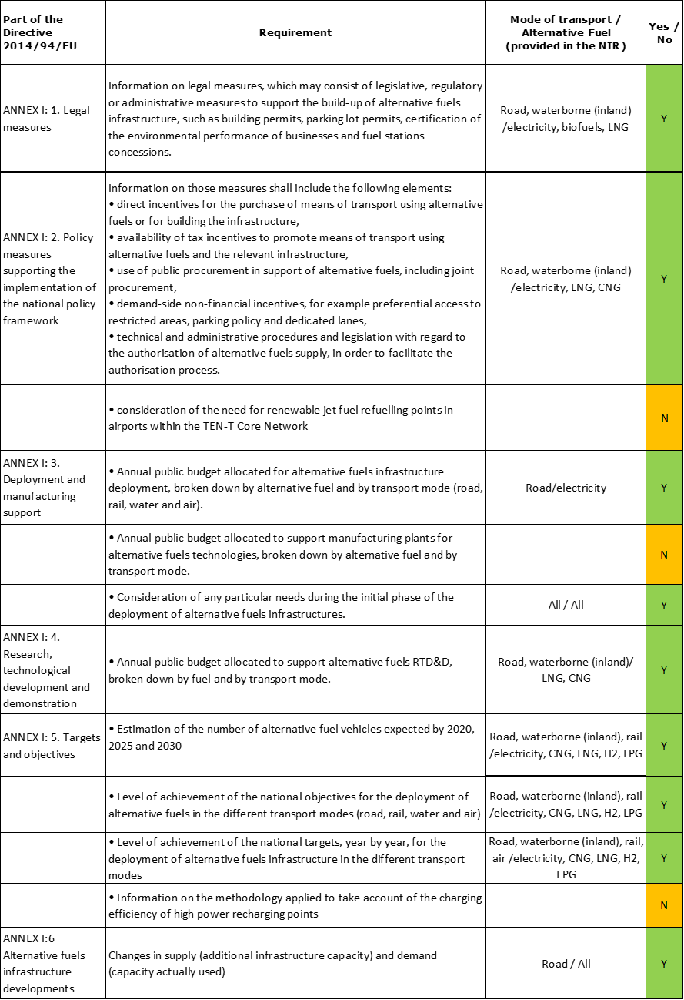 Part of the
Directive
2014/94/EU
Requirement
Mode of transport /
Alternative Fuel
(provided in the NIR)
Yes /
No
ANNEX I: 1. Legal
measures
Information on legal measures, which may consist of legislative, regulatory
or administrative measures to support the build-up of alternative fuels
infrastructure, such as building permits, parking lot permits, certification of
the environmental performance of businesses and fuel stations
concessions.
Road, waterborne (inland)
/electricity, biofuels, LNG
Y
ANNEX I: 2. Policy
measures
supporting the
implementation of
the national policy
framework
Information on those measures shall include the following elements:
• direct incentives for the purchase of means of transport using alternative
fuels or for building the infrastructure,
• availability of tax incentives to promote means of transport using
alternative fuels and the relevant infrastructure,
• use of public procurement in support of alternative fuels, including joint
procurement,
• demand-side non-financial incentives, for example preferential access to
restricted areas, parking policy and dedicated lanes,
• technical and administrative procedures and legislation with regard to
the authorisation of alternative fuels supply, in order to facilitate the
authorisation process.
Road, waterborne (inland)
/electricity, LNG, CNG
Y
• consideration of the need for renewable jet fuel refuelling points in
airports within the TEN-T Core Network
N
ANNEX I: 3.
Deployment and
manufacturing
support
• Annual public budget allocated for alternative fuels infrastructure
deployment, broken down by alternative fuel and by transport mode (road,
rail, water and air).
Road/electricity
Y
• Annual public budget allocated to support manufacturing plants for
alternative fuels technologies, broken down by alternative fuel and by
transport mode.
N
• Consideration of any particular needs during the initial phase of the
deployment of alternative fuels infrastructures.
All / All
Y
ANNEX I: 4.
Research,
technological
development and
demonstration
• Annual public budget allocated to support alternative fuels RTD&D,
broken down by fuel and by transport mode.
Road, waterborne (inland)/
LNG, CNG
Y
ANNEX I: 5. Targets
and objectives
• Estimation of the number of alternative fuel vehicles expected by 2020,
2025 and 2030
Road, waterborne (inland), rail
/electricity, CNG, LNG, H2, LPG
Y
• Level of achievement of the national objectives for the deployment of
alternative fuels in the different transport modes (road, rail, water and air)
Road, waterborne (inland), rail
/electricity, CNG, LNG, H2, LPG
Y
• Level of achievement of the national targets, year by year, for the
deployment of alternative fuels infrastructure in the different transport
modes
Road, waterborne (inland), rail,
air /electricity, CNG, LNG, H2,
LPG
Y
• Information on the methodology applied to take account of the charging
efficiency of high power recharging points
N
ANNEX I:6
Alternative fuels
infrastructure
developments
Changes in supply (additional infrastructure capacity) and demand
(capacity actually used)
Road / All
Y